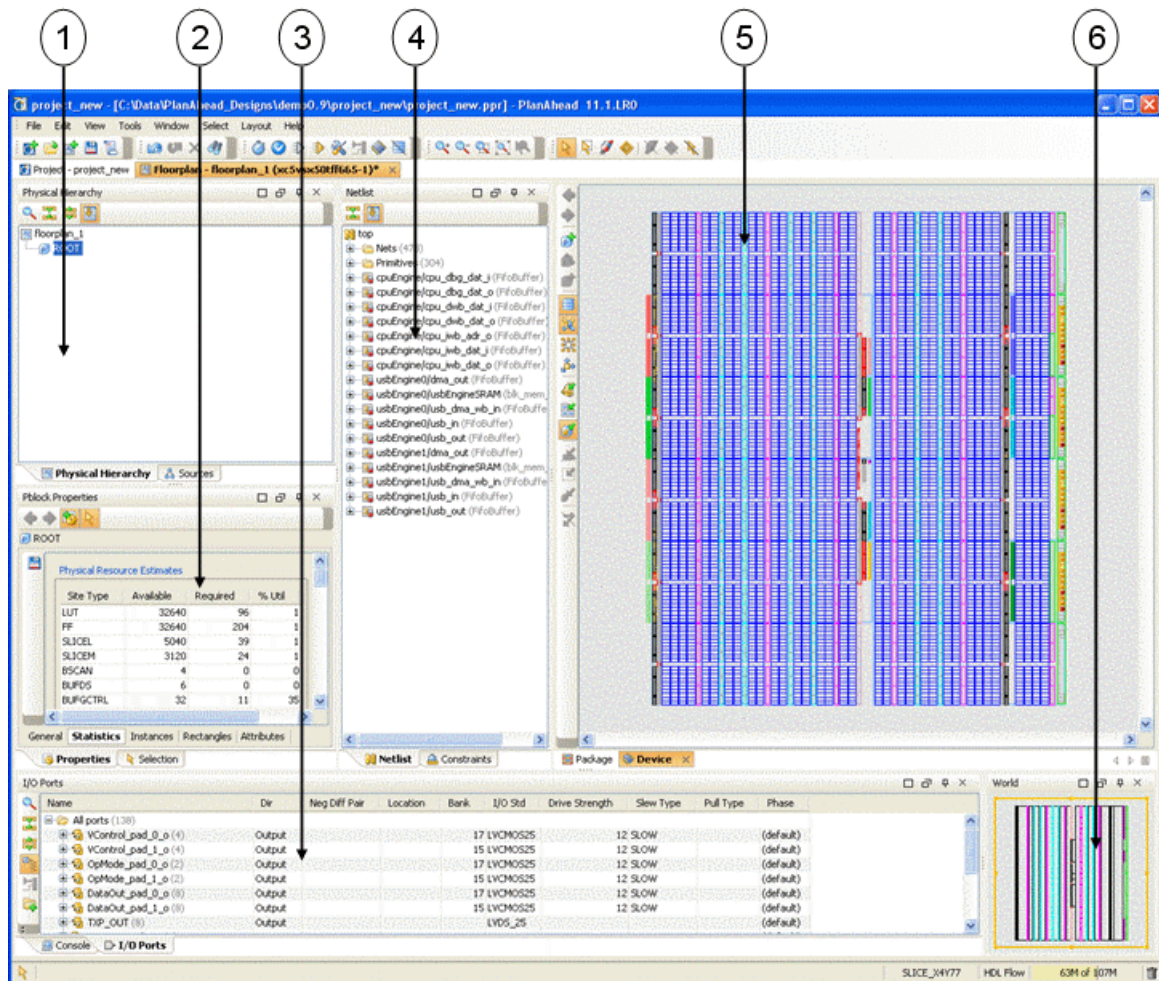 1 2 3 4 5 6
project_new - [C:\Data\PlanAhead_Designs\demo0.9\project_new\project_new.ppr] - PlanAhead 11.1.LR0
File Edit View Tools Window Select Layout Help
Project - project_new Floorplan - floorplan_1 (xc5vsx50tff665-1)*
Physical Hierarchy
floorplan_1
ROOT
Physical Hierarchy Sources
Pblock Properties
ROOT
Physical Resource Estimates
Site Type Available Required % Util
LUT 32640 96 1
FF 32640 204 1
SLICEL 5040 39 1
SLICEM 3120 24 1
BSCAN 4 0 0
BUFDS 6 0 0
BUFGCTRL 32 11 35
General Statistics Instances Rectangles Attributes
Properties Selection
Netlist
top
Nets
Primitives (304)
cpuEngine/cpu_dbg_dat_i (FifoBuffer)
cpuEngine/cpu_dbg_dat_o (FifoBuffer)
cpuEngine/cpu_dwb_dat_i (FifoBuffer)
cpuEngine/cpu_dwb_dat_o (FifoBuffer)
cpuEngine/cpu_iwb_adr_o (FifoBuffer)
cpuEngine/cpu_iwb_dat_i (FifoBuffer)
cpuEngine/cpu_iwb_dat_o (FifoBuffer)
usbEngine0/dma_out (FifoBuffer)
usbEngine0/usbEngineSRAM (blk_mem_
usbEngine0/usb_dma_wb_in (FifoBuffe
usbEngine0/usb_in (FifoBuffer)
usbEngine0/usb_out (FifoBuffer)
usbEngine1/dma_out (FifoBuffer)
usbEngine1/usbEngineSRAM (blk_mem_
usbEngine1/usb_dma_wb_in (FifoBuffe
usbEngine1/usb_in (FifoBuffer)
usbEngine1/usb_out (FifoBuffer)
Netlist Constraints
Package Device
I/O Ports
Name Dir Neg Diff Pair Location Bank I/O Std Drive Strength Slew Type Pull Type Phase
All ports (138)
VControl_pad_0_o (4) Output 17 LVCMOS25 12 SLOW (default)
VControl_pad_1_o (4) Output 15 LVCMOS25 12 SLOW (default)
OpMode_pad_0_o (2) Output 17 LVCMOS25 12 SLOW (default)
OpMode_pad_1_o (2) Output 15 LVCMOS25 12 SLOW (default)
DataOut_pad_0_o (8) Output 17 LVCMOS25 12 SLOW (default)
DataOut_pad_1_o (8) Output 15 LVCMOS25 12 SLOW (default)
TXP_OUT (8) Output LVDS_25 (default)
Console I/O Ports
World
SLICE_X4Y77 HDL Flow 63M of 107M